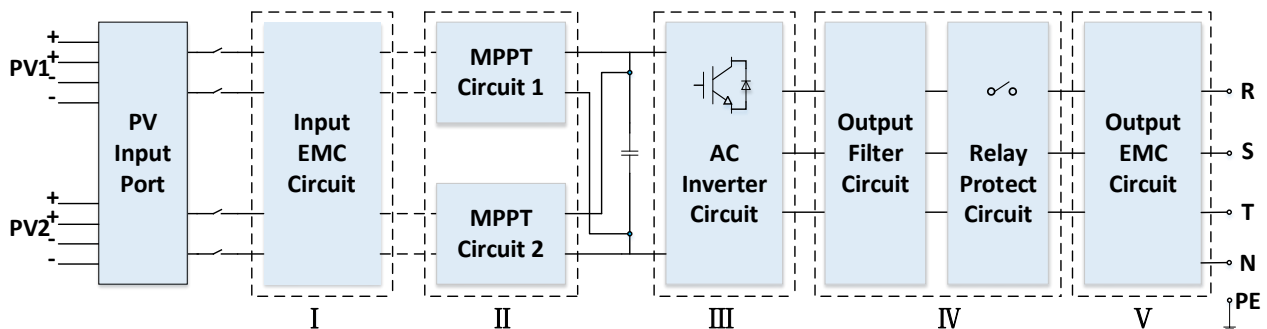 PV1
+
+
-
-
PV2
+
+
-
-
PV
Input
Port
Input
EMC
Circuit
MPPT
Circuit 1
MPPT
Circuit 2
AC
Inverter
Circuit
Output
Filter
Circuit
Relay
Protect
Circuit
Output
EMC
Circuit
R
S
T
N
PE
Ⅰ
Ⅱ
Ⅲ
Ⅳ
Ⅴ